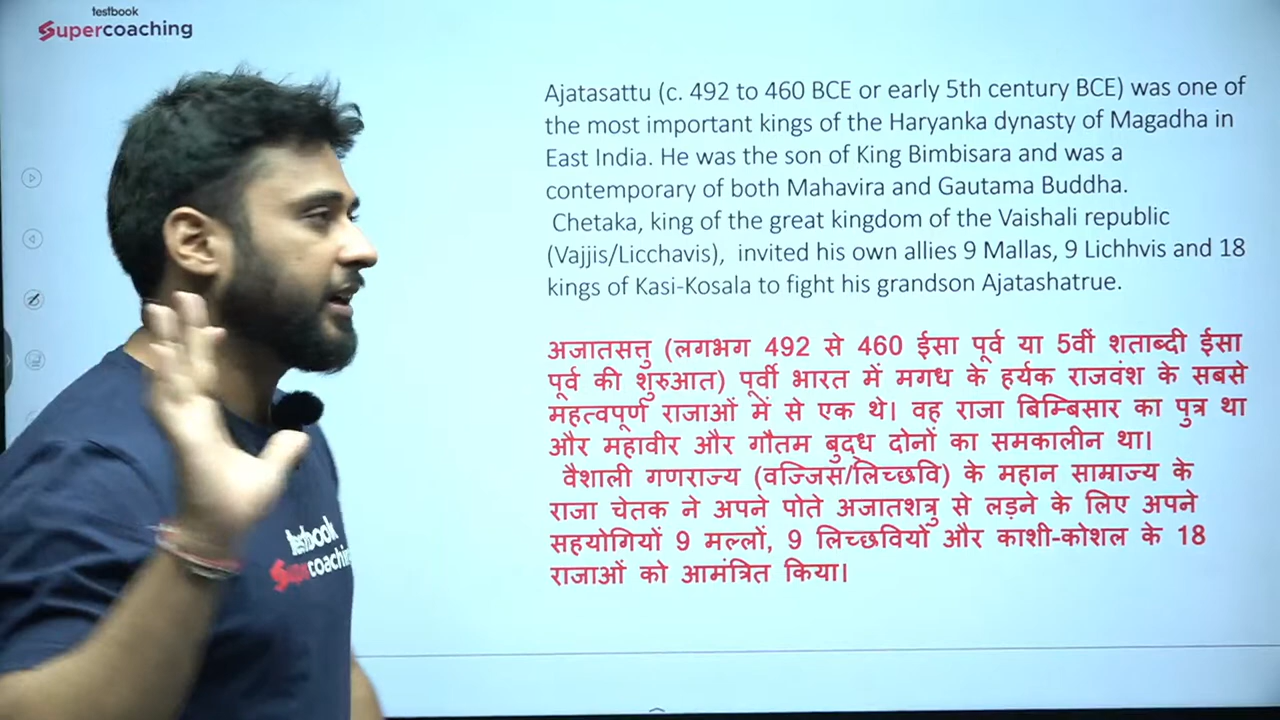 testbook
Supercoaching
Ajatasattu (c. 492 to 460 BCE or early 5th century BCE) was one of
the most important kings of the Haryanka dynasty of Magadha in
East India. He was the son of King Bimbisara and was a
contemporary of both Mahavira and Gautama Buddha.
Chetaka, king of the great kingdom of the Vaishali republic
(Vajjis/Licchavis), invited his own allies 9 Mallas, 9 Lichhvis and 18
kings of Kasi-Kosala to fight his grandson Ajatashatrue.
अजातसत्तु (लगभग 492 से 460 ईसा पूर्व या 5वीं शताब्दी ईसा
पूर्व की शुरुआत) पूर्वी भारत में मगध के हर्यक राजवंश के सबसे
महत्वपूर्ण राजाओं में से एक थे। वह राजा बिम्बिसार का पुत्र था
और महावीर और गौतम बुद्ध दोनों का समकालीन था।
वैशाली गणराज्य (वज्जिस/लिच्छवि) के महान साम्राज्य के
राजा चेतक ने अपने पोते अजातशत्रु से लड़ने के लिए अपने
सहयोगियों 9 मल्लों, 9 लिच्छवियों और काशी-कोशल के 18
राजाओं को आमंत्रित किया।
testbook
Supercoaching